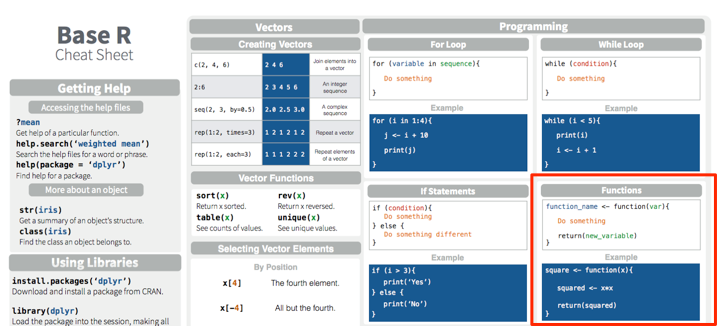 Base R
Cheat Sheet
Getting Help
Accessing the help files
?mean
Get help of a particular function.
help.search(‘weighted mean’)
Search the help files for a word or phrase.
help(package = ‘dplyr’)
Find help for a package.
More about an object
str(iris)
Get a summary of an object’s structure.
class(iris)
Find the class an object belongs to.
Using Libraries
install.packages(‘dplyr’)
Download and install a package from CRAN.
library(dplyr)
Load the package into the session, making all
Vectors
Creating Vectors
c(2, 4, 6) 2 4 6 Join elements into
a vector
2:6 2 3 4 5 6 An integer
sequence
seq(2, 3, by=0.5) 2.0 2.5 3.0 A complex
sequence
rep(1:2, times=3) 1 2 1 2 1 2 Repeat a vector
rep(1:2, each=3) 1 1 1 2 2 2 Repeat elements
of a vector
Vector Functions
sort(x) rev(x)
Return x sorted. Return x reversed.
table(x) unique(x)
See counts of values. See unique values.
Selecting Vector Elements
By Position
x[4] The fourth element.
x[-4] All but the fourth.
Programming
For Loop
for (variable in sequence){
Do something
}
Example
for (i in 1:4){
j <- i + 10
print(j)
}
While Loop
while (condition){
Do something
}
Example
while (i < 5){
print(i)
i <- i + 1
}
If Statements
if (condition){
Do something
} else {
Do something different
}
Example
if (i > 3){
print(‘Yes’)
} else {
print(‘No’)
}
Functions
function_name <- function(var){
Do something
return(new_variable)
}
Example
square <- function(x){
squared <- x*x
return(squared)
}